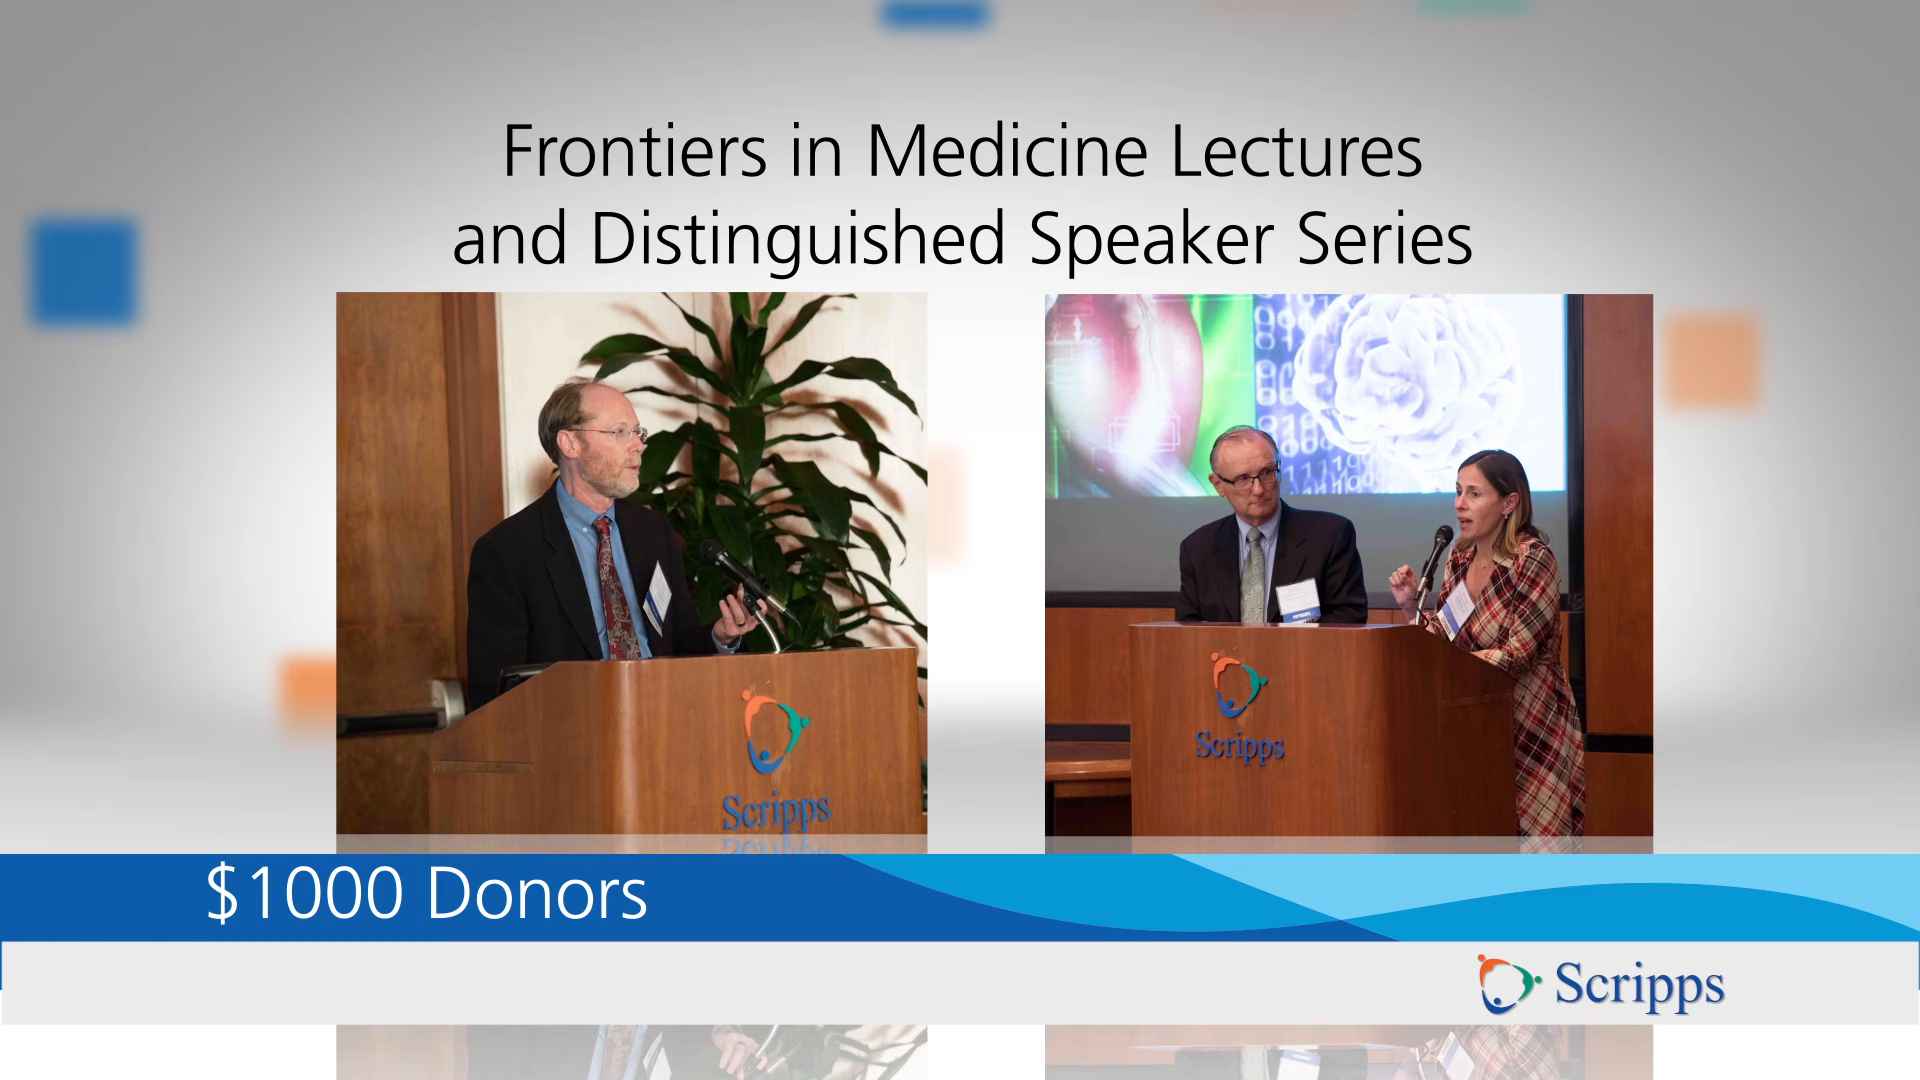 Frontiers in Medicine Lectures
and Distinguished Speaker Series
Scripps
Scripps
$1000 Donors
Scripps